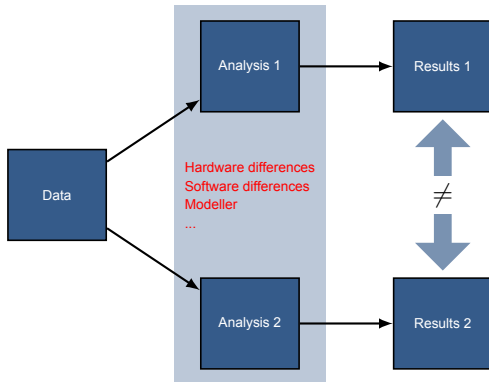 Analysis 1
Results 1
Hardware differences
Software differences
Modeller
...
Data
≠
Analysis 2
Results 2